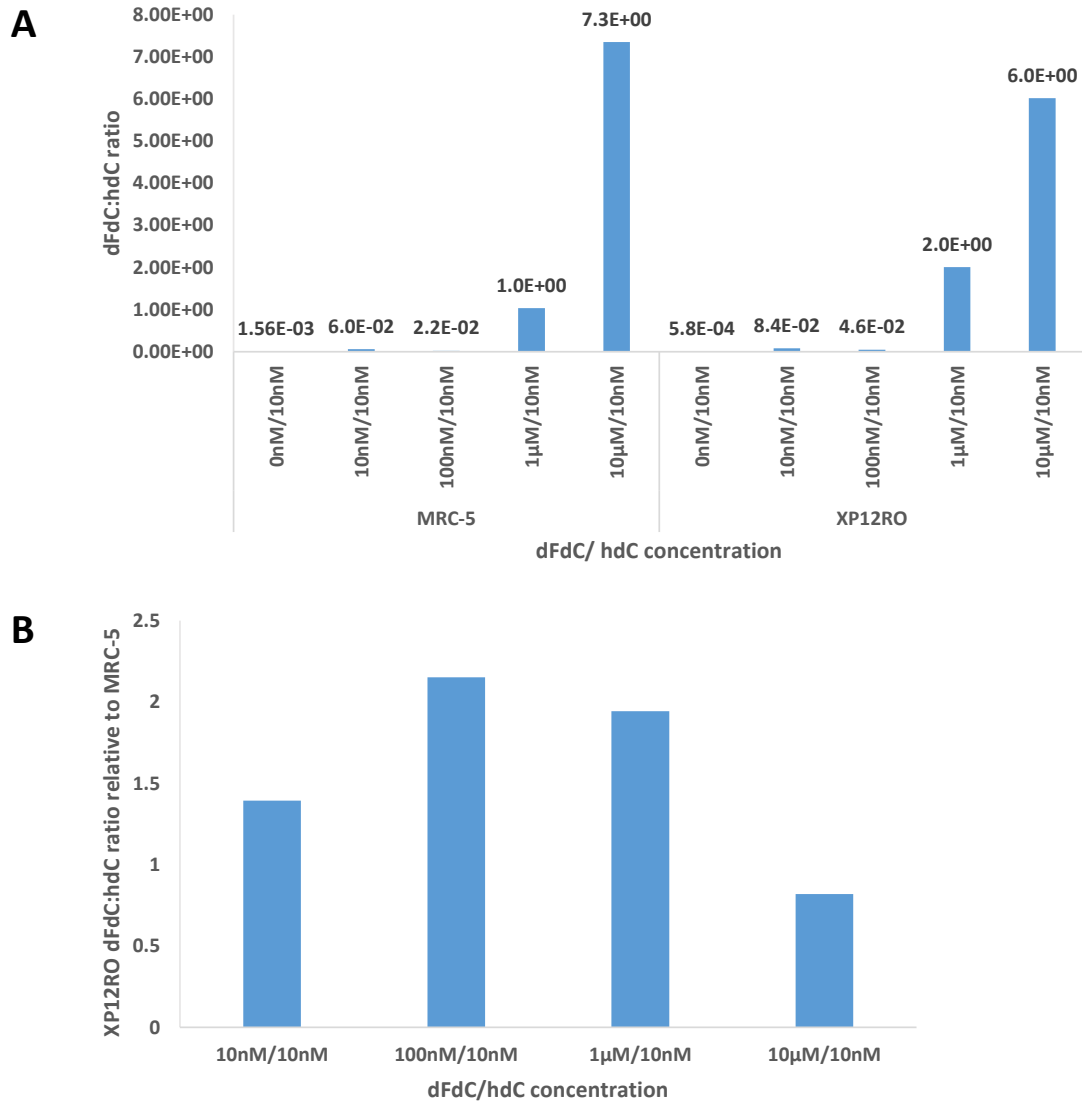 A
8.00E+00
7.00E+00
6.00E+00
5.00E+00
4.00E+00
3.00E+00
2.00E+00
1.00E+00
0.00E+00
dFdC:hdC ratio
1.56E-03
6.0E-02
2.2E-02
1.0E+00
7.3E+00
5.8E-04
8.4E-02
4.6E-02
2.0E+00
6.0E+00
0nM/10nM
10nM/10nM
100nM/10nM
1µM/10nM
10µM/10nM
0nM/10nM
10nM/10nM
100nM/10nM
1µM/10nM
10µM/10nM
MRC-5
XP12RO
dFdC/ hdC concentration
B
2.5
2
1.5
1
0.5
0
XP12RO dFdC:hdC ratio relative to MRC-5
10nM/10nM
100nM/10nM
1µM/10nM
10µM/10nM
dFdC/hdC concentration